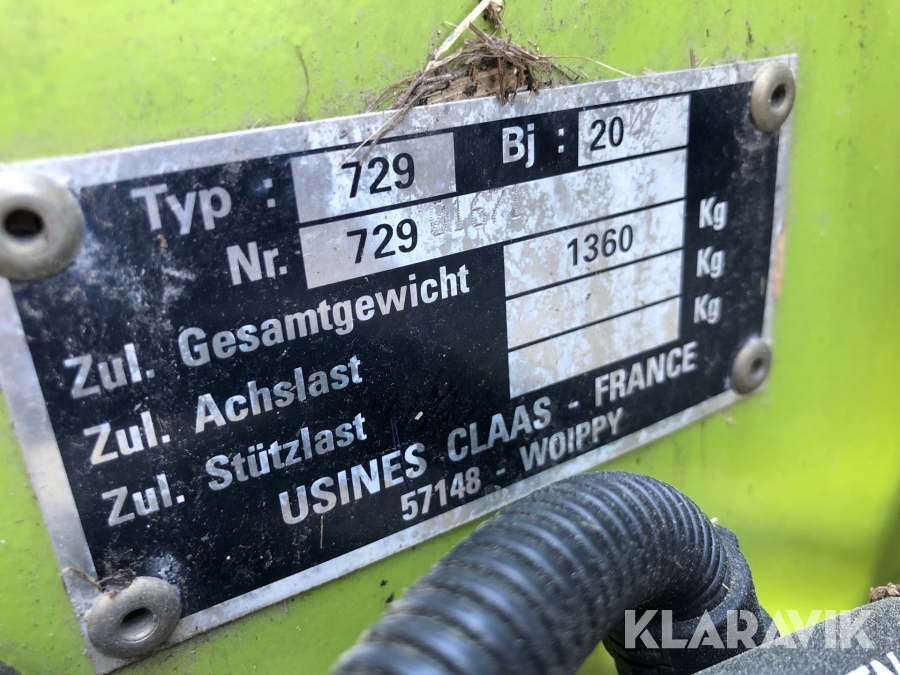 Typ : 729 Bj : 20
Nr. 729
Zul. Gesamtgewicht 1360 Kg
Zul. Achslast Kg
Zul. Stützlast Kg
USINES CLAAS - FRANCE
57148 - WOIPPY
KLARAVIK